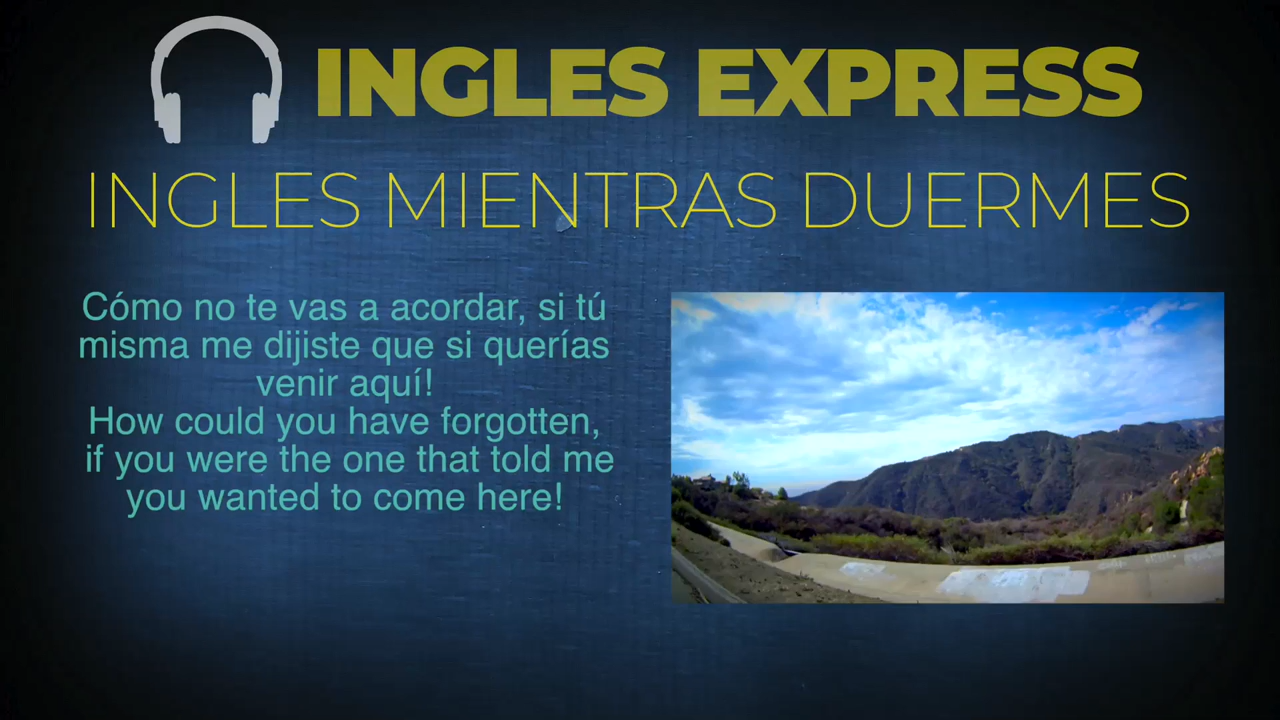 INGLES EXPRESS
INGLES MIENTRAS DUERMES
Cómo no te vas a acordar, si tú
misma me dijiste que si querías
venir aquí!
How could you have forgotten,
if you were the one that told me
you wanted to come here!